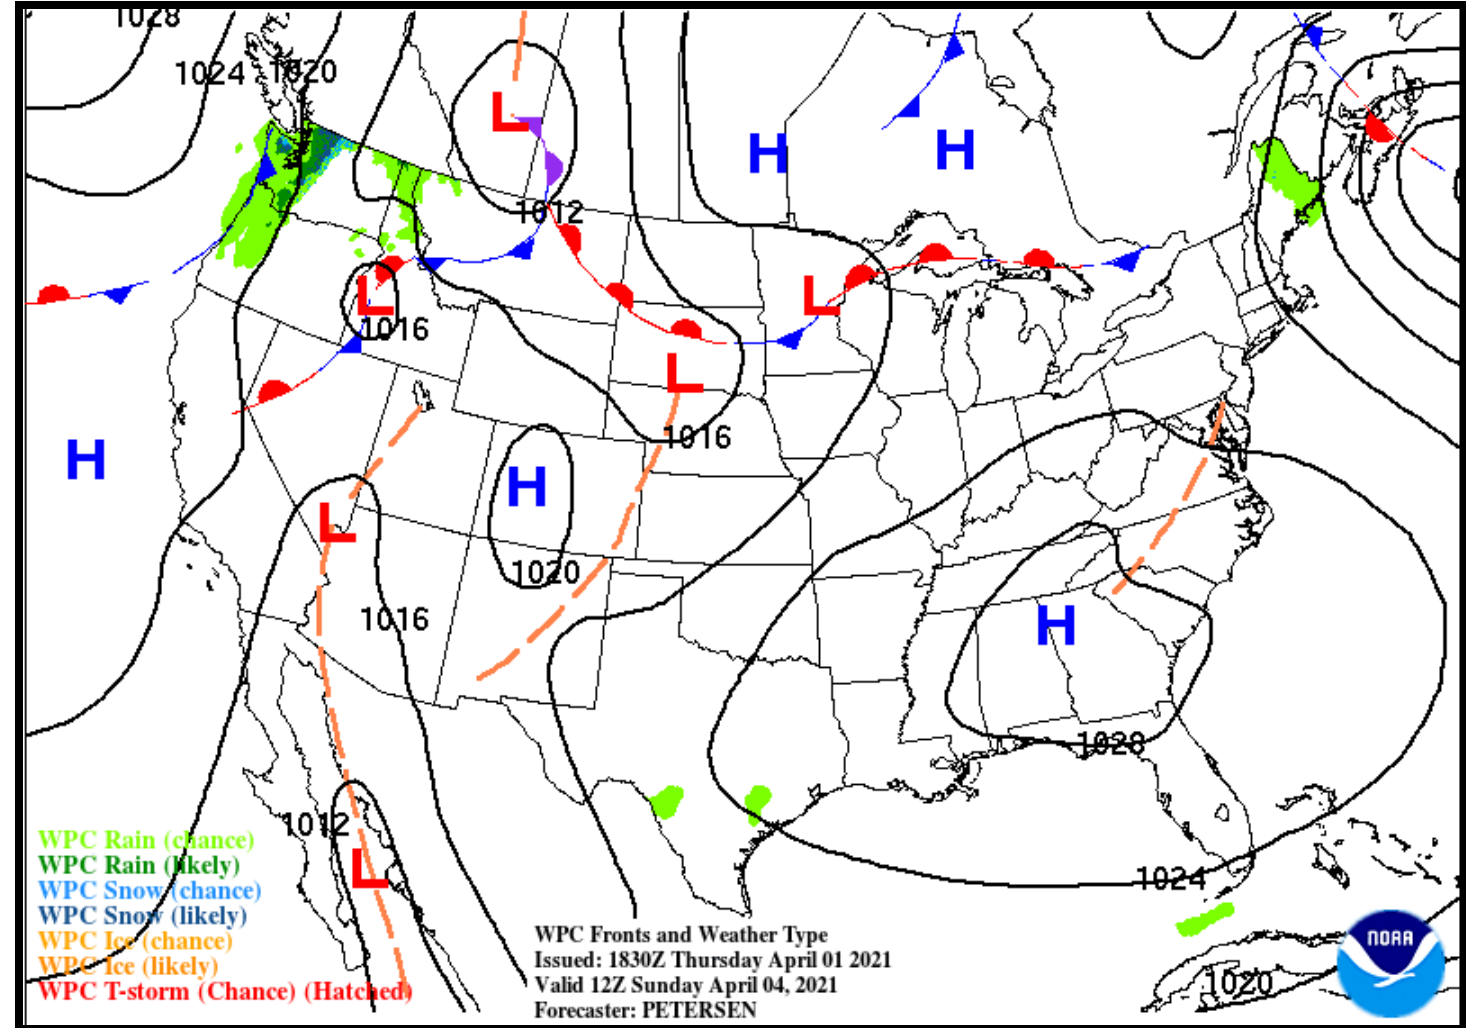 1028
1024
1020
L
H
H
1012
L
L
1016
L
1016
H
H
L
1020
1016
H
1028
1012
L
1024
WPC Rain (chance)
WPC Rain (likely)
WPC Snow (chance)
WPC Snow (likely)
WPC Ice (chance)
WPC Ice (likely)
WPC T-storm (Chance) (Hatched)
WPC Fronts and Weather Type
Issued: 1830Z Thursday April 01 2021
Valid 12Z Sunday April 04, 2021
Forecaster: PETERSEN
NOAA
1020